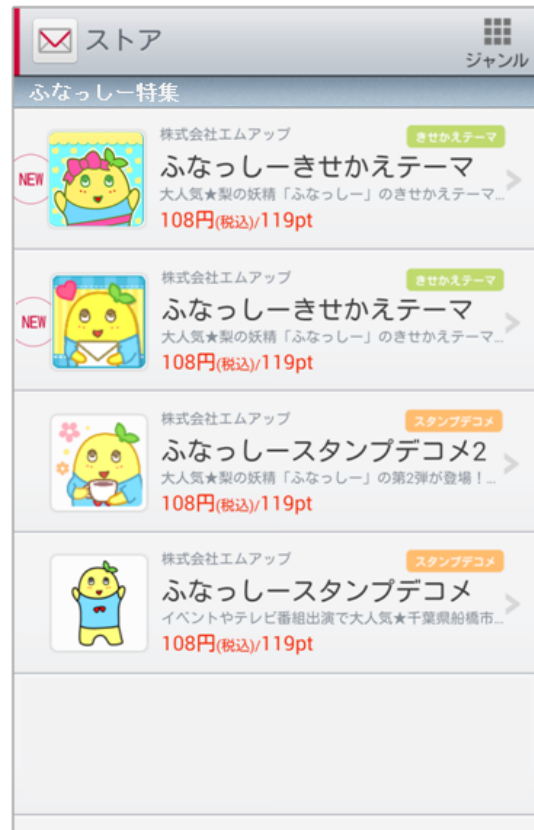 ストア
ジャンル
ふなっしー特集
株式会社エムアップ
きせかえテーマ
NEW
ふなっしーきせかえテーマ
大人気★梨の妖精「ふなっしー」のきせかえテーマ...
108円(税込)/119pt
株式会社エムアップ
きせかえテーマ
NEW
ふなっしーきせかえテーマ
大人気★梨の妖精「ふなっしー」のきせかえテーマ...
108円(税込)/119pt
株式会社エムアップ
スタンプデコメ
ふなっしースタンプデコメ2
大人気★梨の妖精「ふなっしー」の第2弾が登場！...
108円(税込)/119pt
株式会社エムアップ
スタンプデコメ
ふなっしースタンプデコメ
イベントやテレビ番組出演で大人気★千葉県船橋市...
108円(税込)/119pt